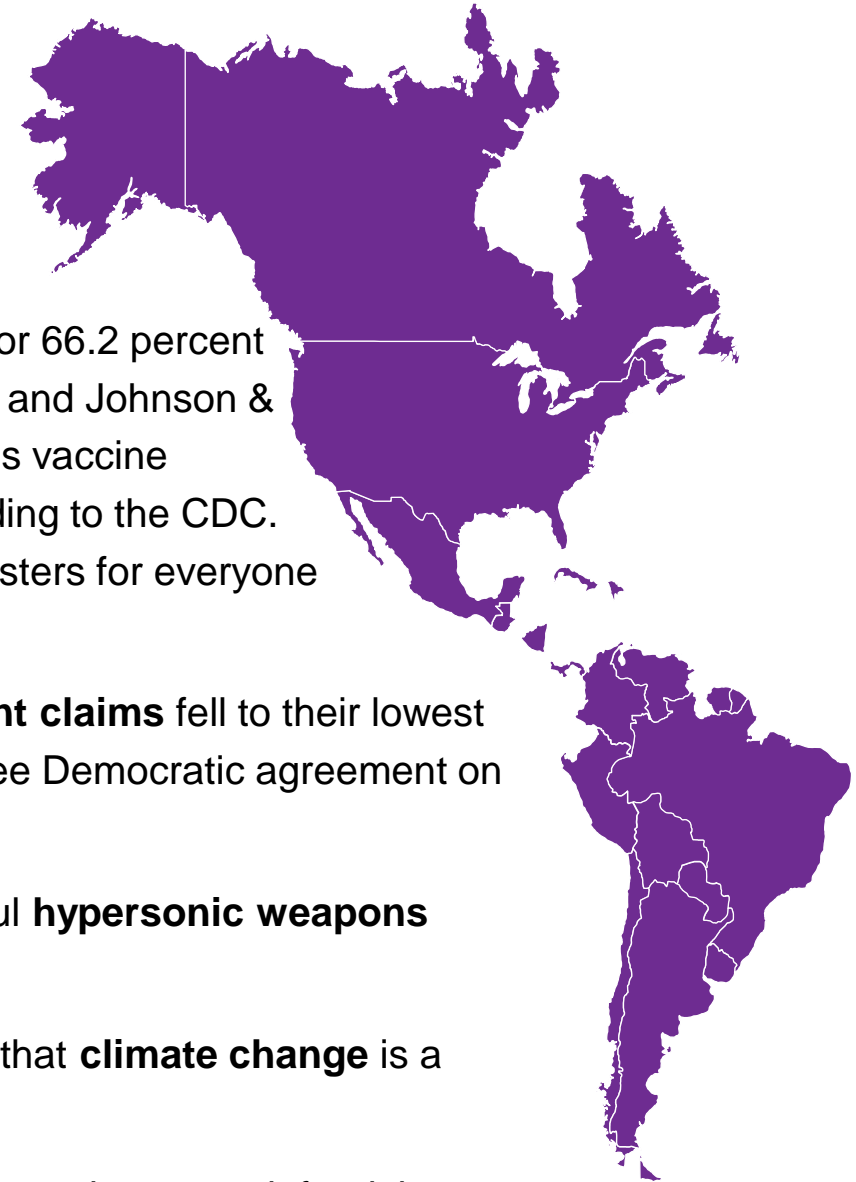 or 66.2 percent
and Johnson &
s vaccine
ding to the CDC.
sters for everyone
nt claims fell to their lowest
ee Democratic agreement on
ul hypersonic weapons
that climate change is a